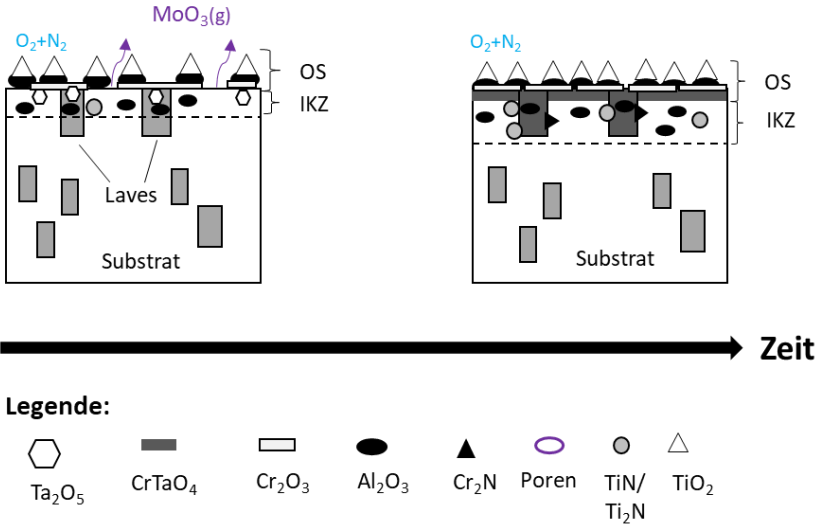 MoO₃(g)
O₂+N₂
OS
IKZ
Laves
Substrat
O₂+N₂
OS
IKZ
Substrat
Zeit
Legende:
Ta₂O₅
CrTaO₄
Cr₂O₃
Al₂O₃
Cr₂N
Poren
TiN/
Ti₂N
TiO₂